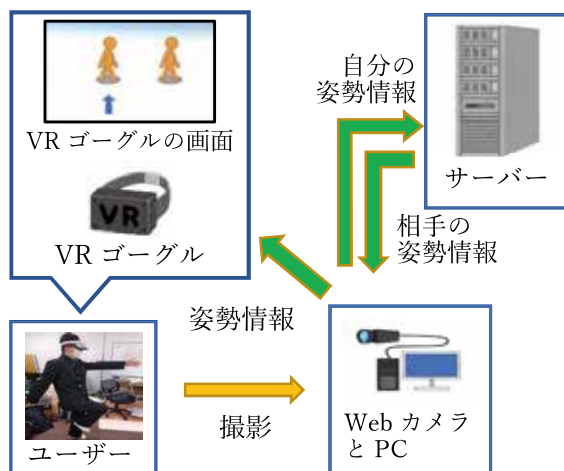 VR ゴーグルの画面
VR
VR ゴーグル
自分の
姿勢情報
サーバー
相手の
姿勢情報
姿勢情報
撮影
ユーザー
Web カメラ
と PC